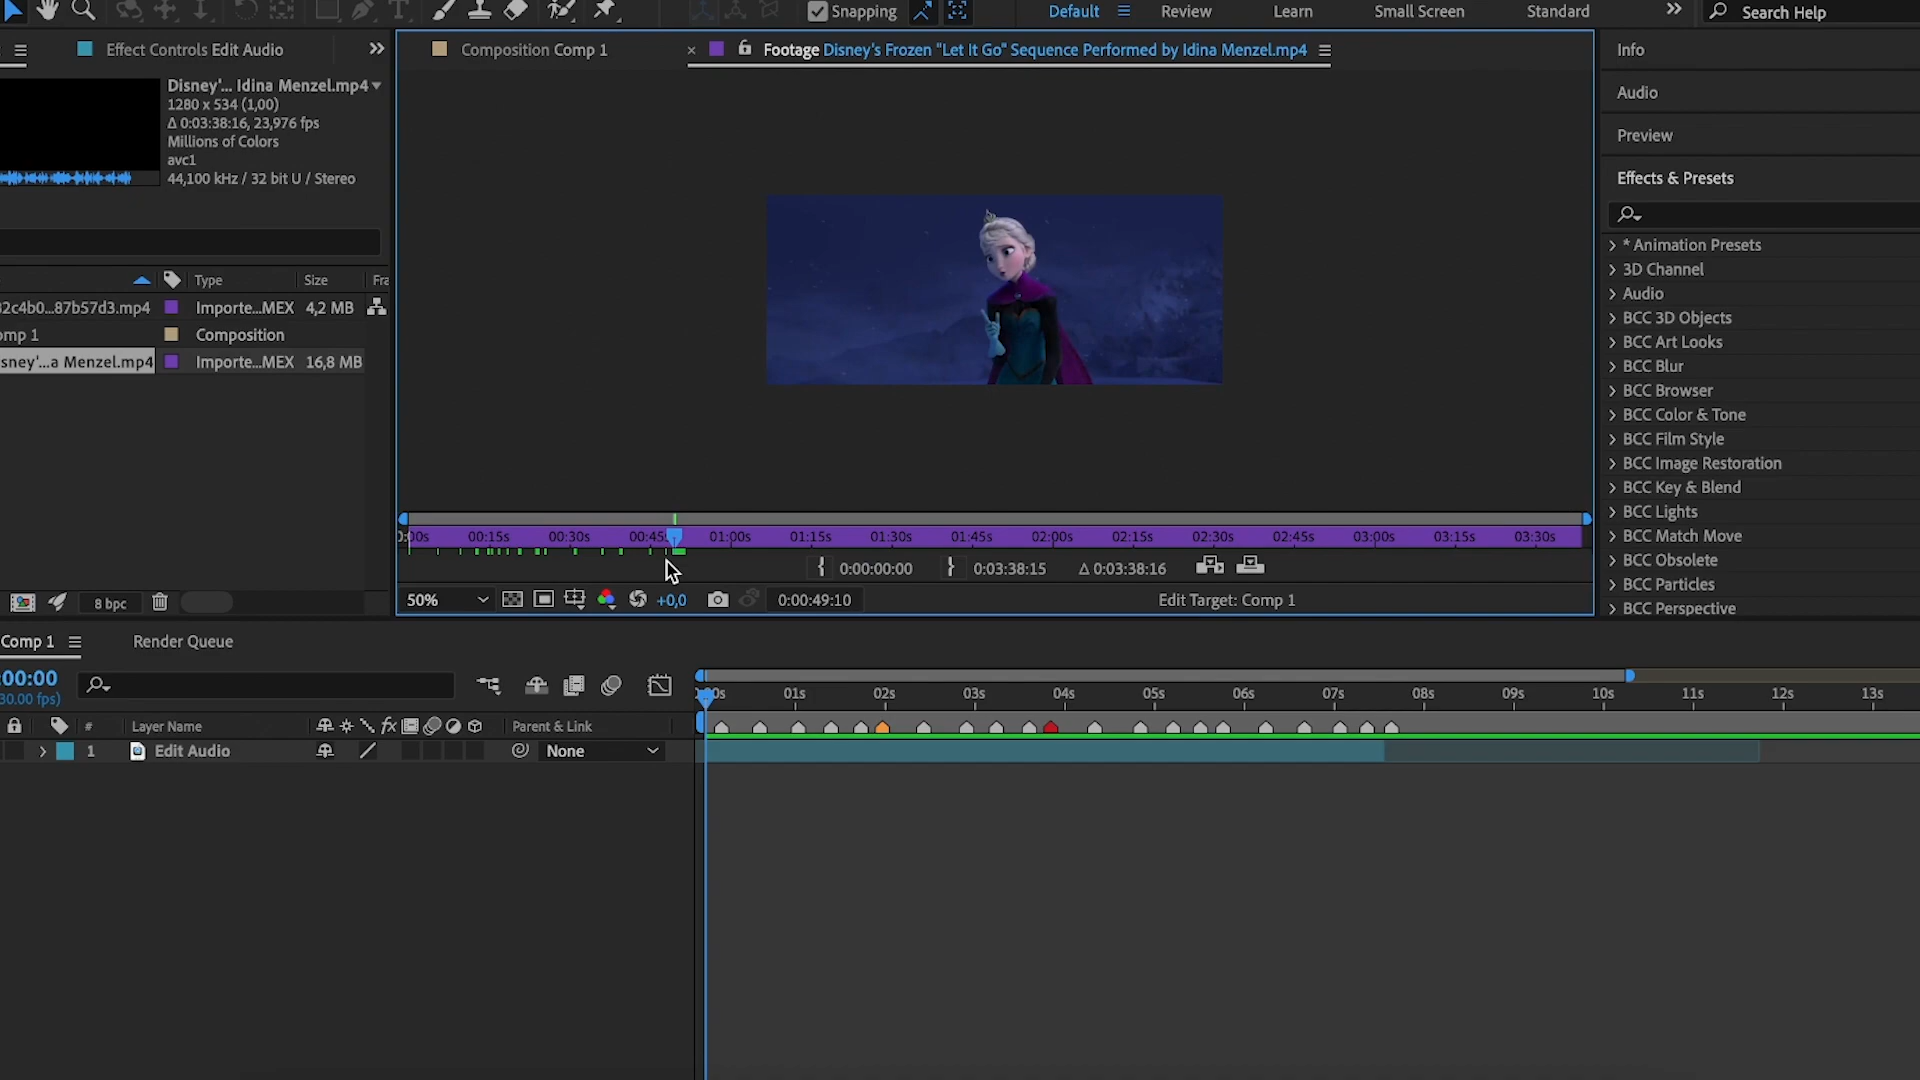 Snapping
Default
Review
Learn
Small Screen
Standard
Search Help
Effect Controls Edit Audio
Composition Comp 1
Footage Disney's Frozen "Let It Go" Sequence Performed by Idina Menzel.mp4
Info
Disney'... Idina Menzel.mp4
1280 x 534 (1,00)
Δ 0:03:38:16, 23,976 fps
Millions of Colors
avc1
44,100 kHz / 32 bit U / Stereo
Audio
Preview
Effects & Presets
* Animation Presets
3D Channel
Audio
BCC 3D Objects
BCC Art Looks
BCC Blur
BCC Browser
BCC Color & Tone
BCC Film Style
BCC Image Restoration
BCC Key & Blend
BCC Lights
BCC Match Move
BCC Obsolete
BCC Particles
BCC Perspective
Type Size Fra
32c4b0...87b57d3.mp4 Importe...MEX 4,2 MB
omp 1 Composition
sney'...a Menzel.mp4 Importe...MEX 16,8 MB
8 bpc
0:00s 00:15s 00:30s 00:45s 01:00s 01:15s 01:30s 01:45s 02:00s 02:15s 02:30s 02:45s 03:00s 03:15s 03:30s
0:00:00:00 0:03:38:15 Δ 0:03:38:16
50% +0,0 0:00:49:10 Edit Target: Comp 1
Comp 1 Render Queue
:00:00
30.00 fps)
00s 01s 02s 03s 04s 05s 06s 07s 08s 09s 10s 11s 12s 13s
# Layer Name fx Parent & Link
1 Edit Audio None